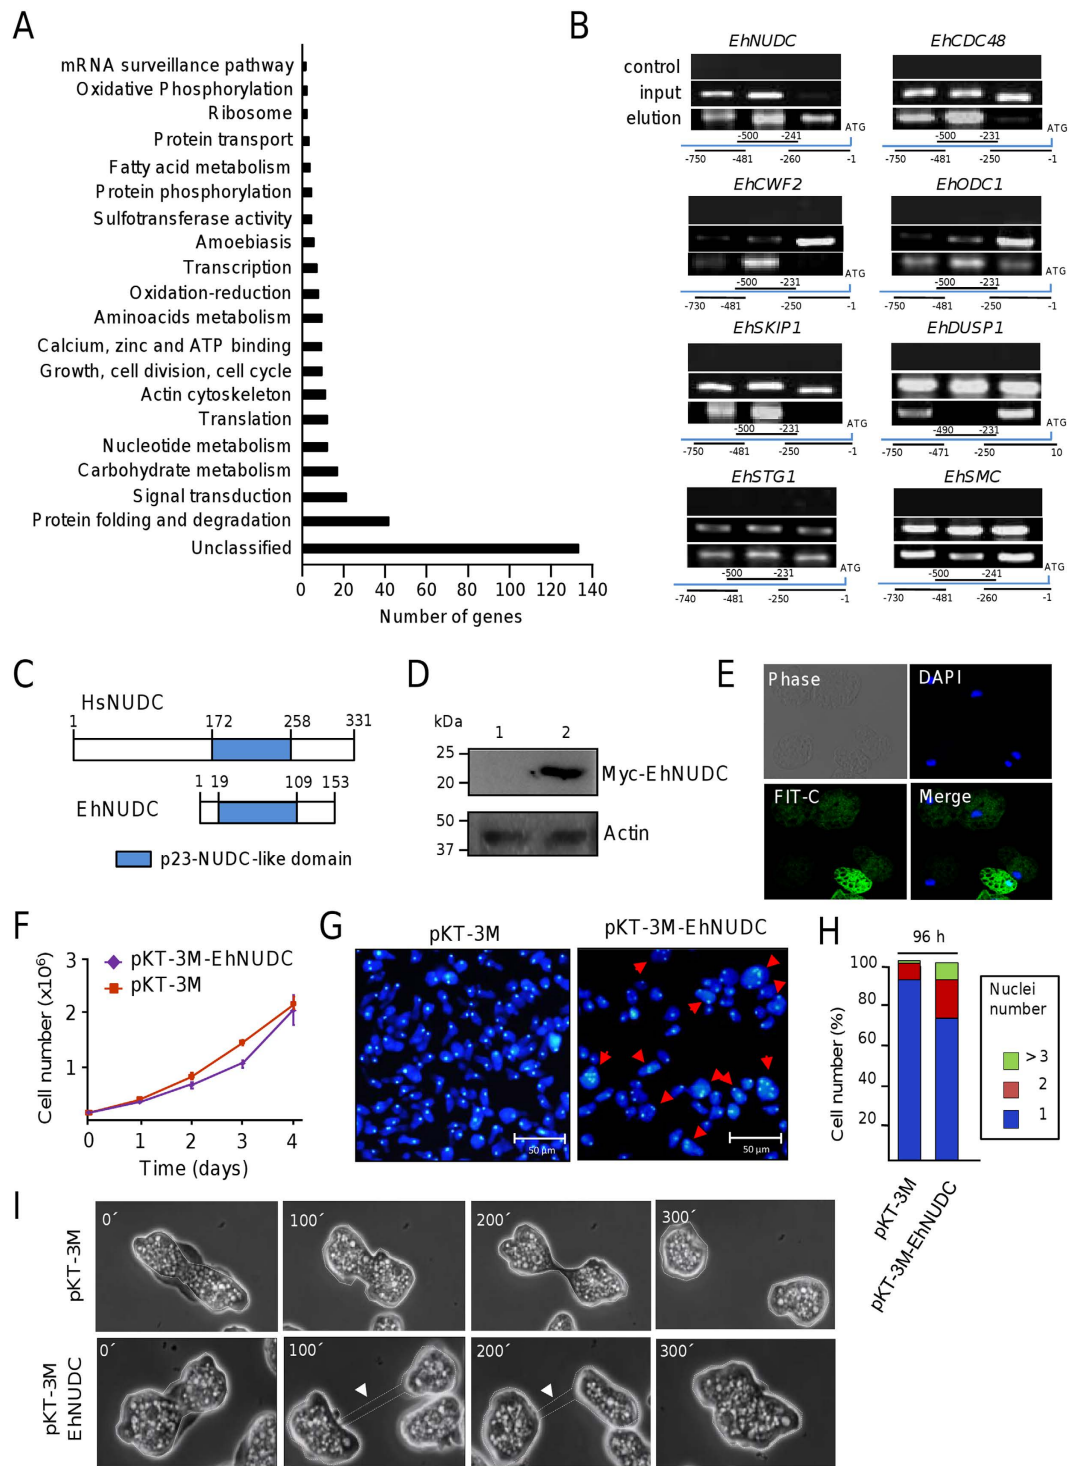 A
mRNA surveillance pathway
Oxidative Phosphorylation
Ribosome
Protein transport
Fatty acid metabolism
Protein phosphorylation
Sulfotransferase activity
Amoebiasis
Transcription
Oxidation-reduction
Aminoacids metabolism
Calcium, zinc and ATP binding
Growth, cell division, cell cycle
Actin cytoskeleton
Translation
Nucleotide metabolism
Carbohydrate metabolism
Signal transduction
Protein folding and degradation
Unclassified
0 20 40 60 80 100 120 140
Number of genes
B
EhNUDC
control
input
elution
-500 -241 ATG
-750 -481 -260 -1
EhCDC48
-500 -231 ATG
-750 -481 -250 -1
EhCWF2
-500 -231 ATG
-730 -481 -250 -1
EhODC1
-500 -231 ATG
-730 -481 -250 -1
EhSKIP1
-500 -231 ATG
-750 -471 -250 -1
EhDUSP1
-490 -231 ATG
-750 -471 -250 10
EhSTG1
-500 -231 ATG
-740 -481 -250 -1
EhSMC
-500 -241 ATG
-730 -471 -260 -1
C
HsNUDC
1 172 258 331
1 19 109 153
EhNUDC
p23-NUDC-like domain
D
kDa 1 2
25
20
Myc-EhNUDC
50
37
Actin
E
Phase
DAPI
FIT-C
Merge
F
pKT-3M-EhNUDC
pKT-3M
Cell number (x10⁶)
3
2
1
0
0 1 2 3 4
Time (days)
G
pKT-3M
pKT-3M-EhNUDC
50 µm
50 µm
H
96 h
Cell number (%)
100
80
60
40
20
pKT-3M
pKT-3M-EhNUDC
Nuclei
number
>3
2
1
I
pKT-3M
0´
100´
200´
300´
pKT-3M
EhNUDC
0´
100´
200´
300´